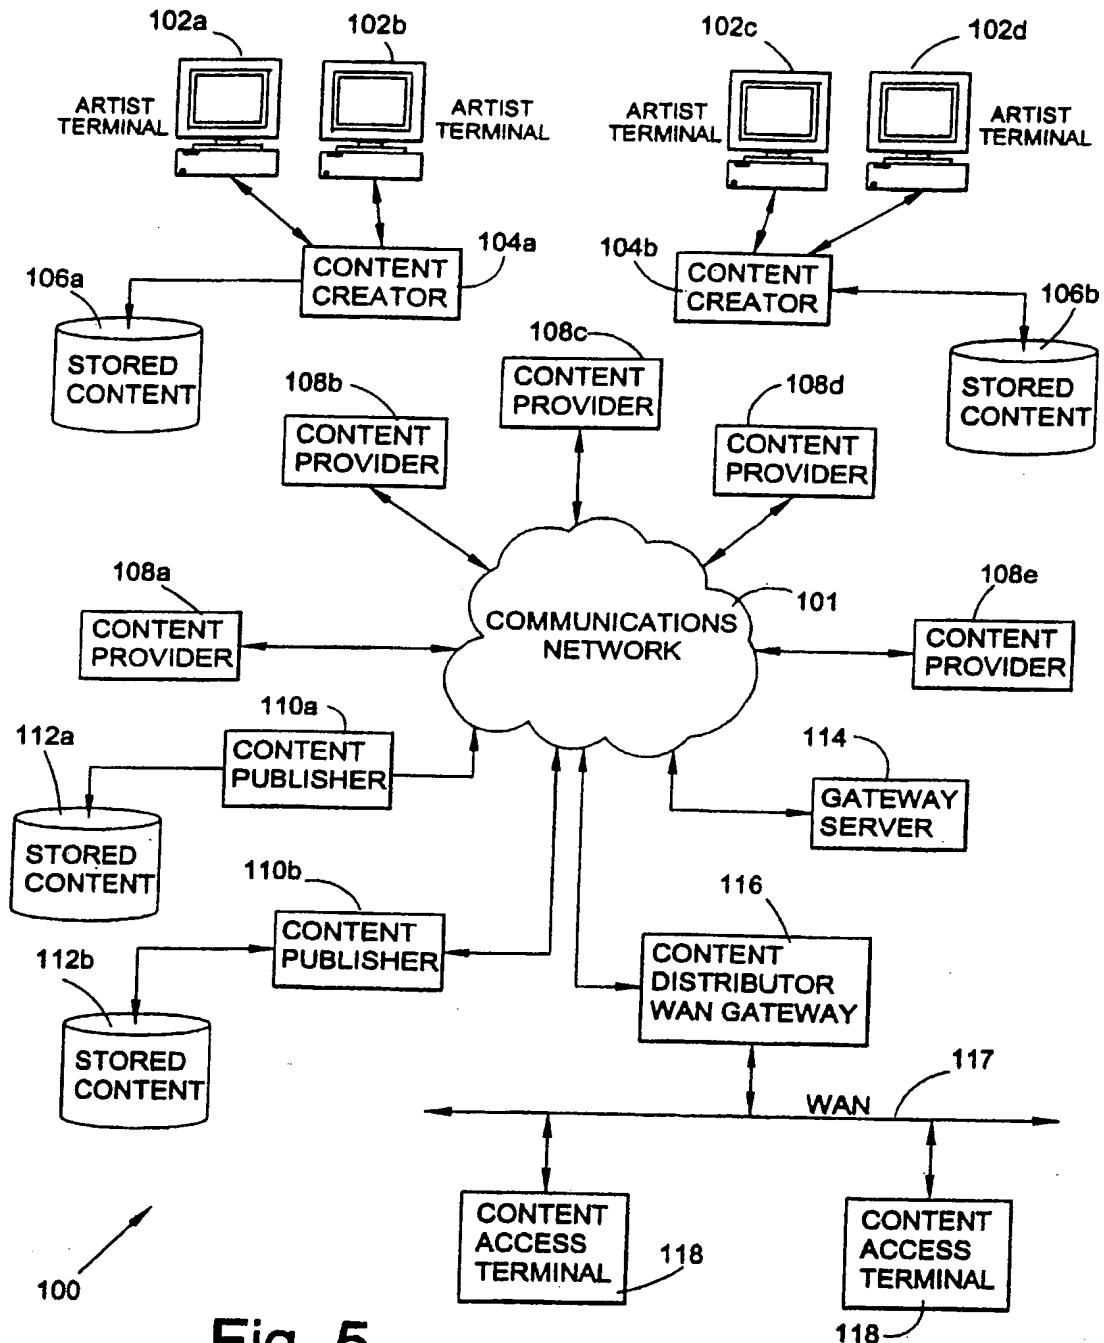 102a
102b
102c
102d
ARTIST
TERMINAL
ARTIST
TERMINAL
ARTIST
TERMINAL
ARTIST
TERMINAL
104a
CONTENT
CREATOR
104b
CONTENT
CREATOR
106a
STORED
CONTENT
106b
STORED
CONTENT
108c
CONTENT
PROVIDER
108b
CONTENT
PROVIDER
108d
CONTENT
PROVIDER
108a
CONTENT
PROVIDER
COMMUNICATIONS
NETWORK
101
108e
CONTENT
PROVIDER
110a
CONTENT
PUBLISHER
112a
STORED
CONTENT
114
GATEWAY
SERVER
110b
CONTENT
PUBLISHER
112b
STORED
CONTENT
116
CONTENT
DISTRIBUTOR
WAN GATEWAY
117
WAN
CONTENT
ACCESS
TERMINAL
118
CONTENT
ACCESS
TERMINAL
118
100
Fig. 5